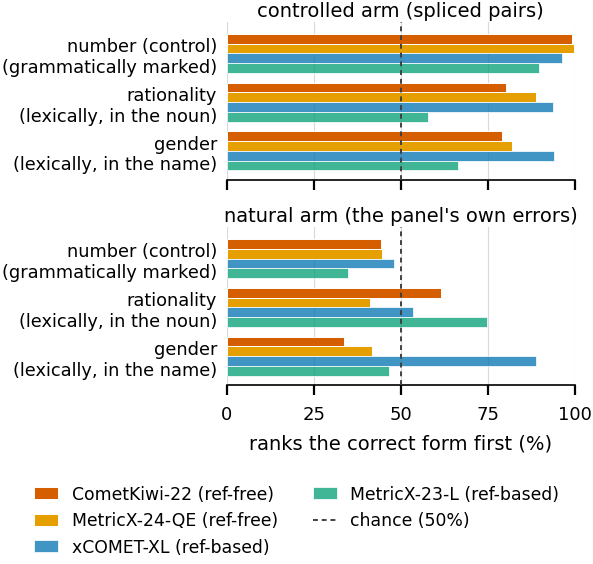 controlled arm (spliced pairs)
number (control)
(grammatically marked)
rationality
(lexically, in the noun)
gender
(lexically, in the name)
natural arm (the panel's own errors)
number (control)
(grammatically marked)
rationality
(lexically, in the noun)
gender
(lexically, in the name)
0 25 50 75 100
ranks the correct form first (%)
CometKiwi-22 (ref-free)
MetricX-24-QE (ref-free)
xCOMET-XL (ref-based)
MetricX-23-L (ref-based)
chance (50%)